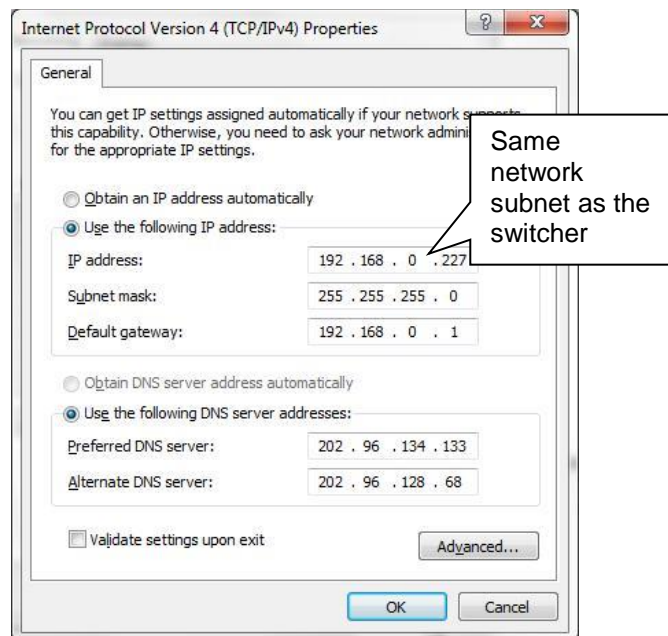 Internet Protocol Version 4 (TCP/IPv4) Properties
General
You can get IP settings assigned automatically if your network supports
this capability. Otherwise, you need to ask your network
for the appropriate IP settings.
Same
network
subnet as the
switcher
Obtain an IP address automatically
Use the following IP address:
IP address: 192 . 168 . 0 . 227
Subnet mask: 255 . 255 . 255 . 0
Default gateway: 192 . 168 . 0 . 1
Obtain DNS server address automatically
Use the following DNS server addresses:
Preferred DNS server: 202 . 96 . 134 . 133
Alternate DNS server: 202 . 96 . 128 . 68
Validate settings upon exit
Advanced...
OK
Cancel